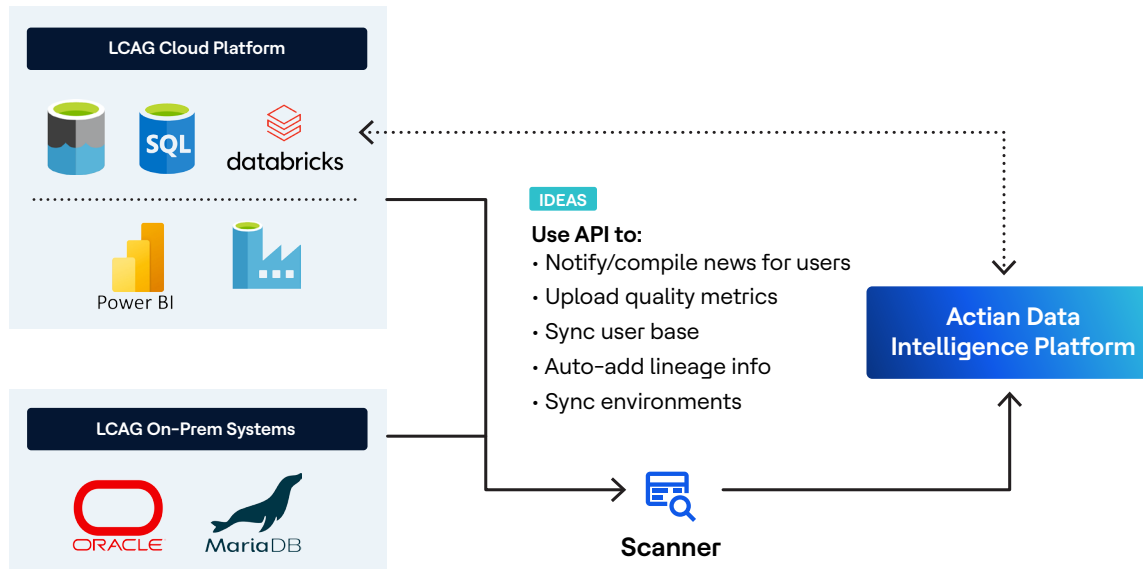 LCAG Cloud Platform
SQL
databricks
Power BI
IDEAS
Use API to:
• Notify/compile news for users
• Upload quality metrics
• Sync user base
• Auto-add lineage info
• Sync environments
Actian Data
Intelligence Platform
LCAG On-Prem Systems
ORACLE
MariaDB
Scanner